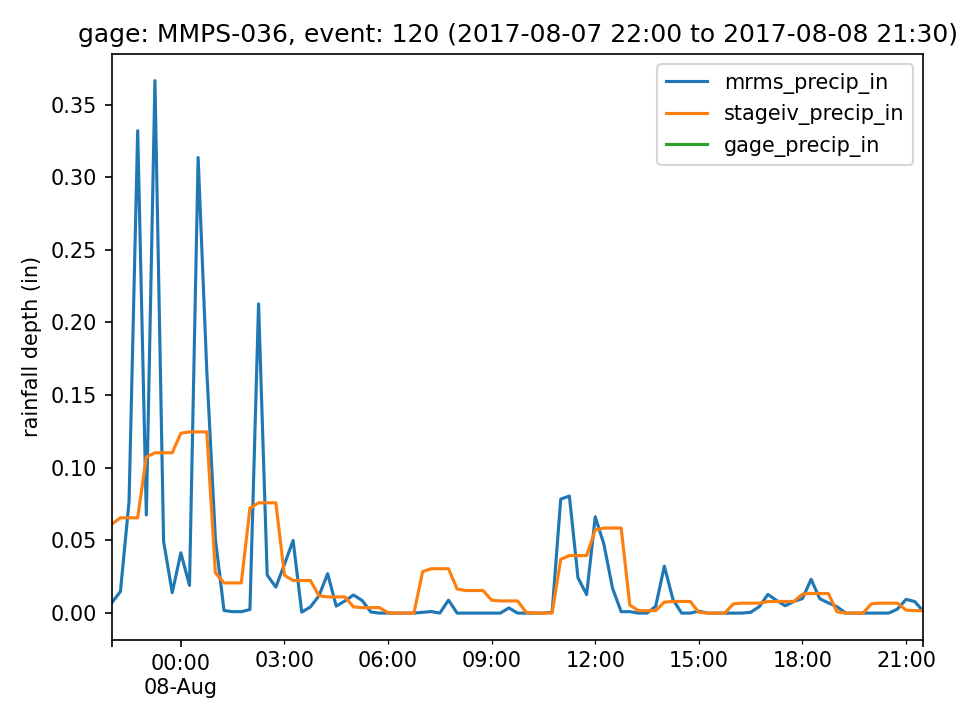 gage: MMPS-036, event: 120 (2017-08-07 22:00 to 2017-08-08 21:30)
mrms_precip_in
stageiv_precip_in
gage_precip_in
rainfall depth (in)
0.35
0.30
0.25
0.20
0.15
0.10
0.05
0.00
00:00 03:00 06:00 09:00 12:00 15:00 18:00 21:00
08-Aug